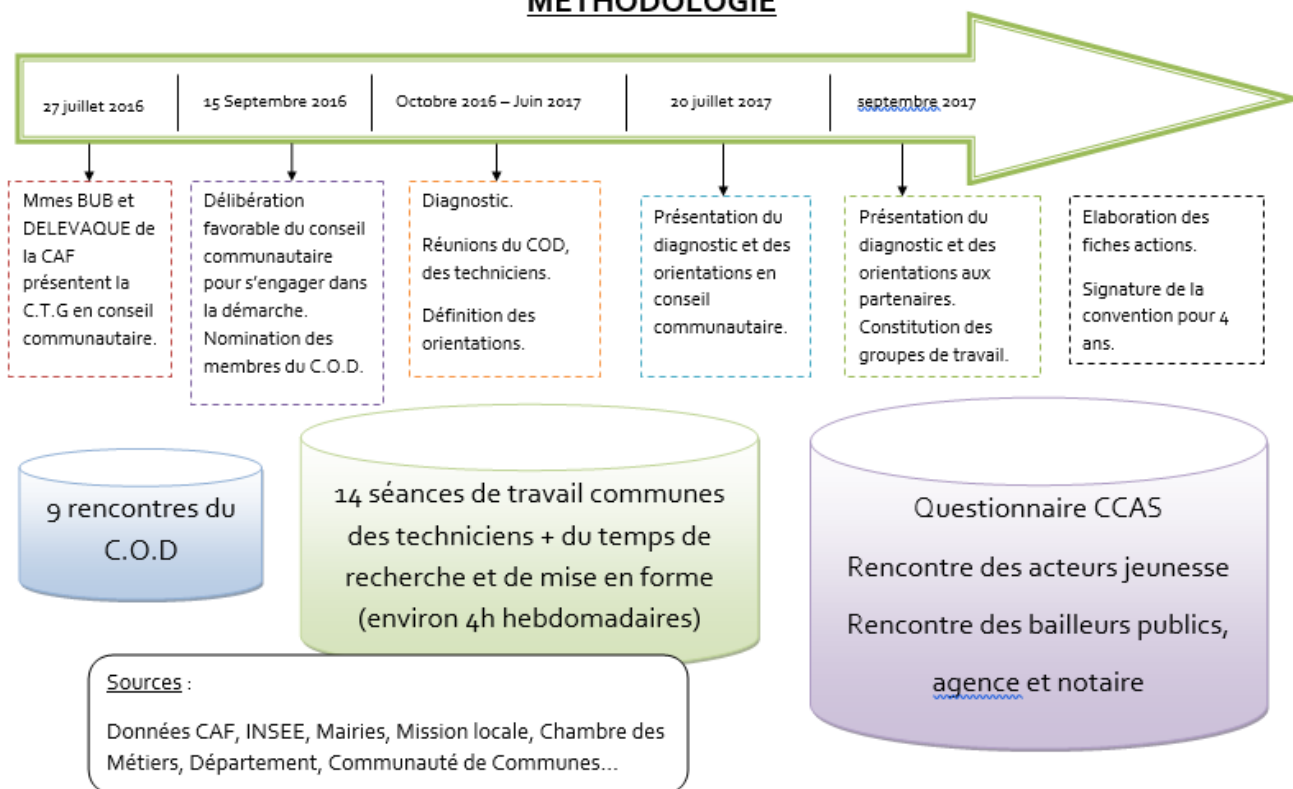 METHODOLOGIE
27 juillet 2016
15 Septembre 2016
Octobre 2016 – Juin 2017
20 juillet 2017
septembre 2017
Mmes BUB et
DELEVAQUE de
la CAF
présentent la
C.T.G en conseil
communautaire.
Délibération
favorable du conseil
communautaire
pour s’engager dans
la démarche.
Nomination des
membres du C.O.D.
Diagnostic.
Réunions du COD,
des techniciens.
Définition des
orientations.
Présentation du
diagnostic et des
orientations en
conseil
communautaire.
Présentation du
diagnostic et des
orientations aux
partenaires.
Constitution des
groupes de travail.
Elaboration des
fiches actions.
Signature de la
convention pour 4
ans.
9 rencontres du
C.O.D
14 séances de travail communes
des techniciens + du temps de
recherche et de mise en forme
(environ 4h hebdomadaires)
Questionnaire CCAS
Rencontre des acteurs jeunesse
Rencontre des bailleurs publics,
agence et notaire
Sources :
Données CAF, INSEE, Mairies, Mission locale, Chambre des
Métiers, Département, Communauté de Communes...